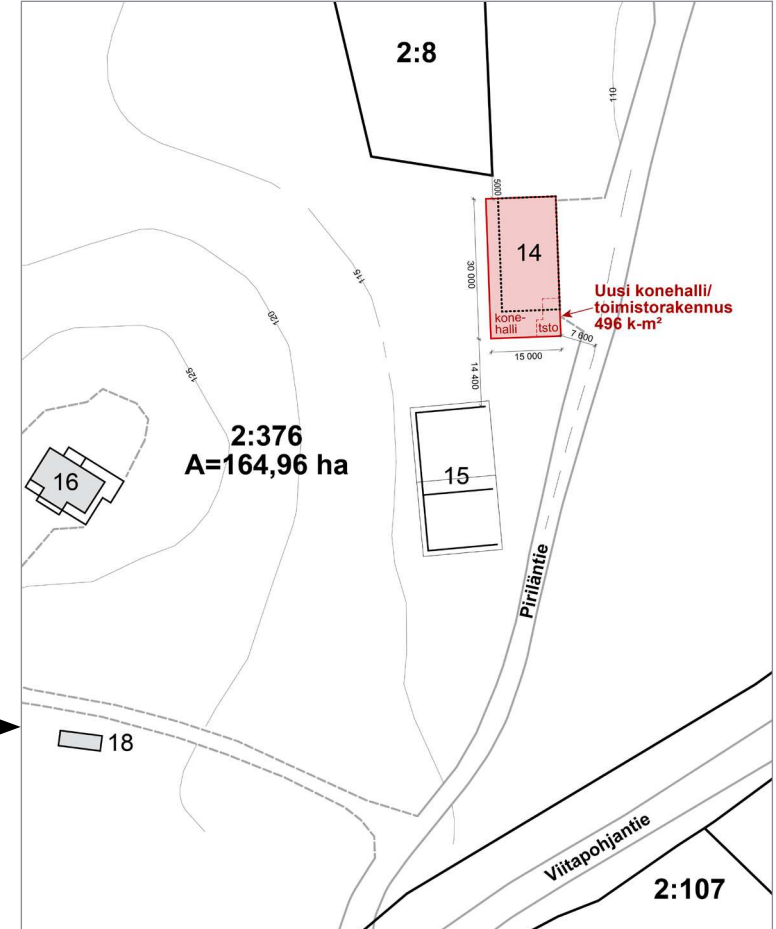 2:8
110
5000
14
115
30 000
Uusi konehalli/
toimistorakennus
496 k-m²
kone-
halli
tsto
120
7 600
15 000
125
14 400
2:376
A=164,96 ha
15
16
Piriläntie
18
Viitapohjantie
2:107